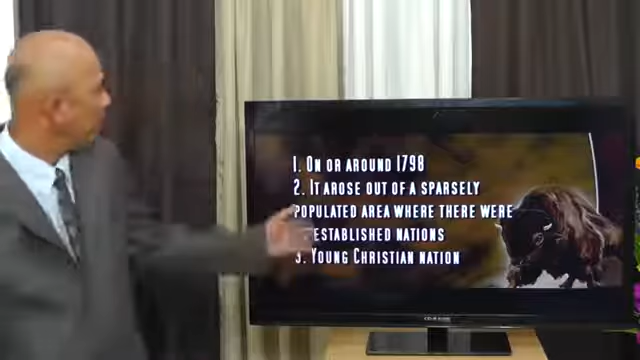 1. On or around 1798
2. It arose out of a sparsely
populated area where there were
established nations
3. Young Christian nation